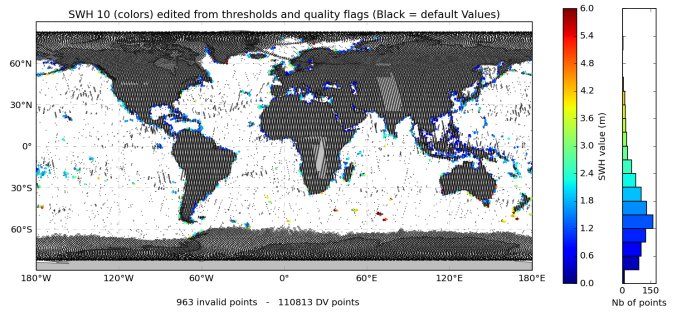 SWH 10 (colors) edited from thresholds and quality flags (Black = default Values)
60°N
30°N
0°
30°S
60°S
180°W
120°W
60°W
0°
60°E
120°E
180°E
963 invalid points - 110813 DV points
6.0
5.4
4.8
4.2
3.6
3.0
2.4
1.8
1.2
0.6
0.0
SWH value (m)
0
150
Nb of points